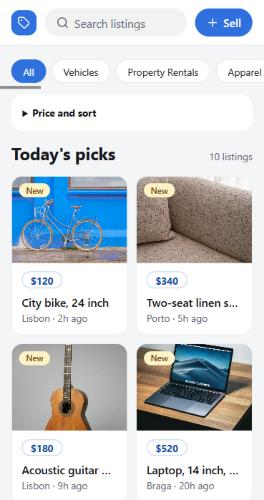 Search listings
+ Sell
All
Vehicles
Property Rentals
Apparel
Price and sort
Today's picks
10 listings
New
New
$120
$340
City bike, 24 inch
Two-seat linen s...
Lisbon · 2h ago
Porto · 5h ago
New
New
$180
$520
Acoustic guitar ...
Laptop, 14 inch, ...
Lisbon · 9h ago
Braga · 20h ago